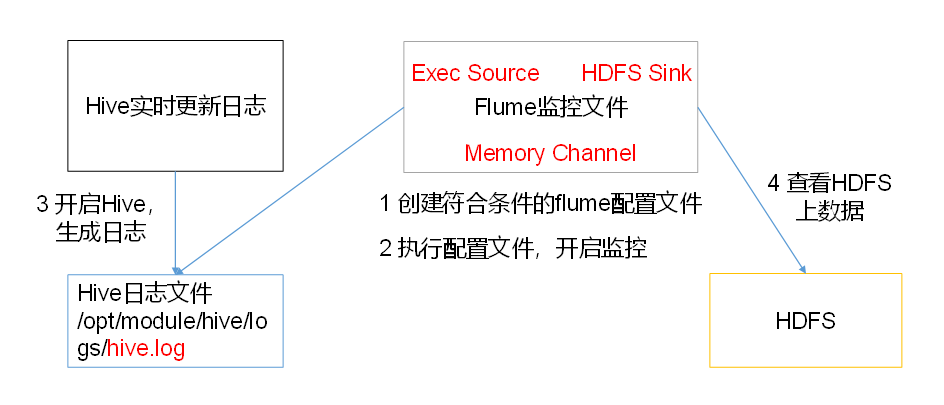 Exec Source
HDFS Sink
Hive实时更新日志
Flume监控文件
Memory Channel
3 开启Hive，
生成日志
1 创建符合条件的flume配置文件
2 执行配置文件，开启监控
4 查看HDFS
上数据
Hive日志文件
/opt/module/hive/lo
gs/hive.log
HDFS